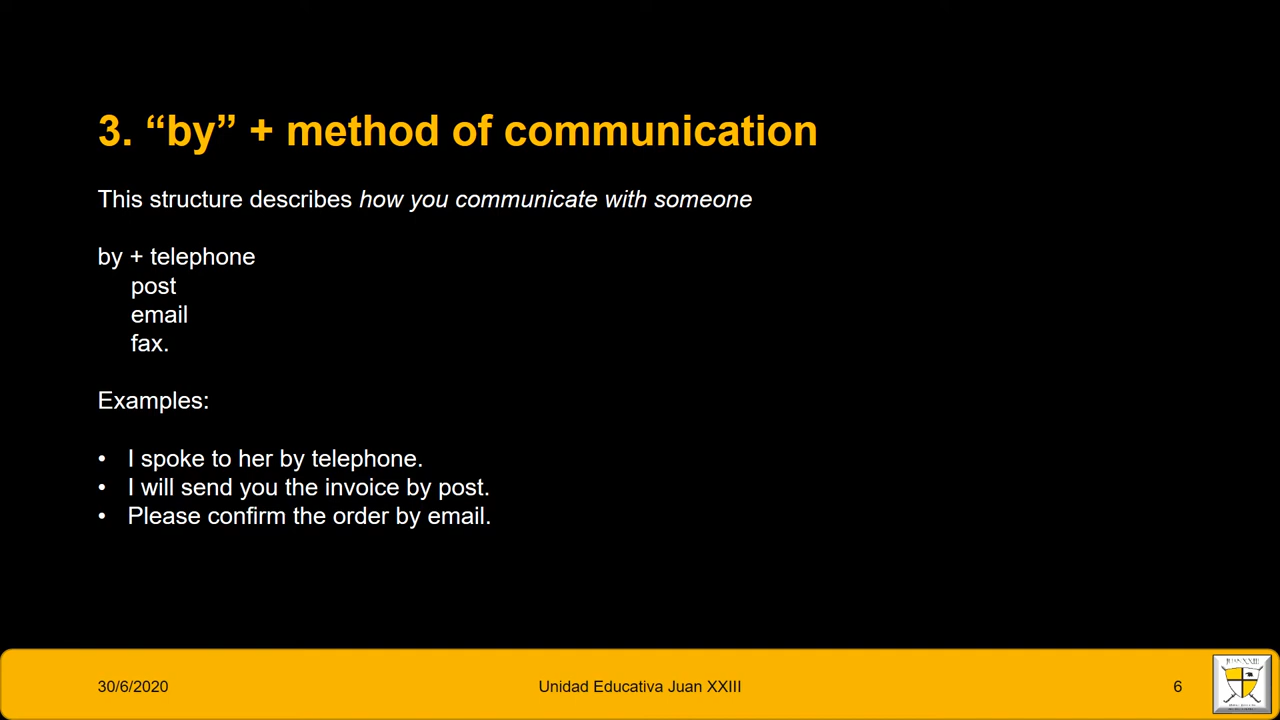 3. “by” + method of communication
This structure describes how you communicate with someone
by + telephone
post
email
fax.
Examples:
• I spoke to her by telephone.
• I will send you the invoice by post.
• Please confirm the order by email.
30/6/2020
Unidad Educativa Juan XXIII
6
JUAN XXIII